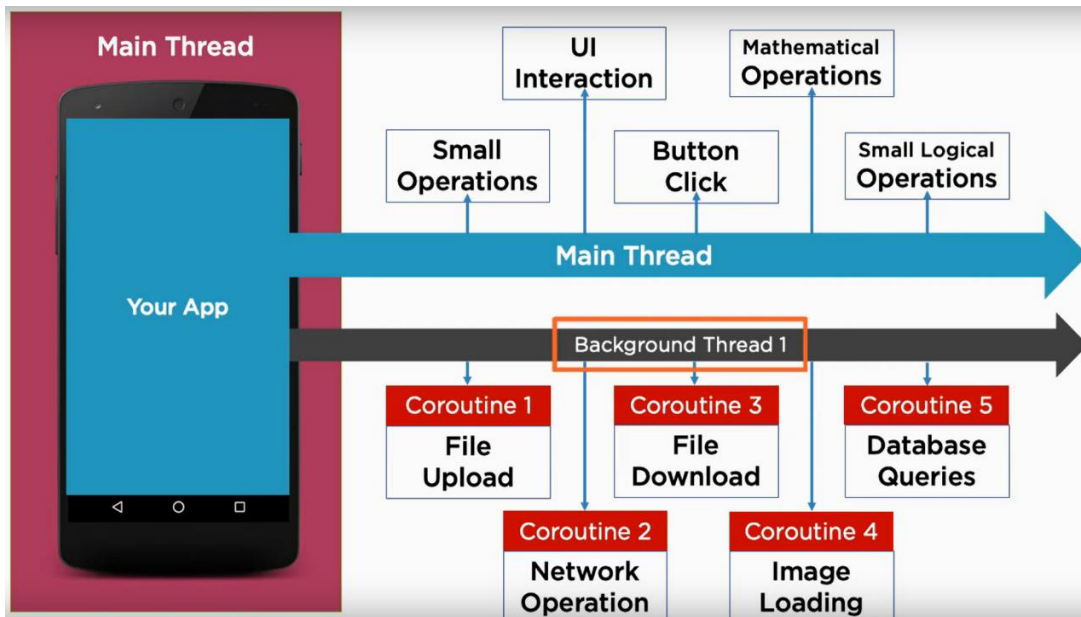 Main Thread
Your App
UI
Interaction
Mathematical
Operations
Small
Operations
Button
Click
Small Logical
Operations
Main Thread
Background Thread 1
Coroutine 1
File
Upload
Coroutine 3
File
Download
Coroutine 5
Database
Queries
Coroutine 2
Network
Operation
Coroutine 4
Image
Loading